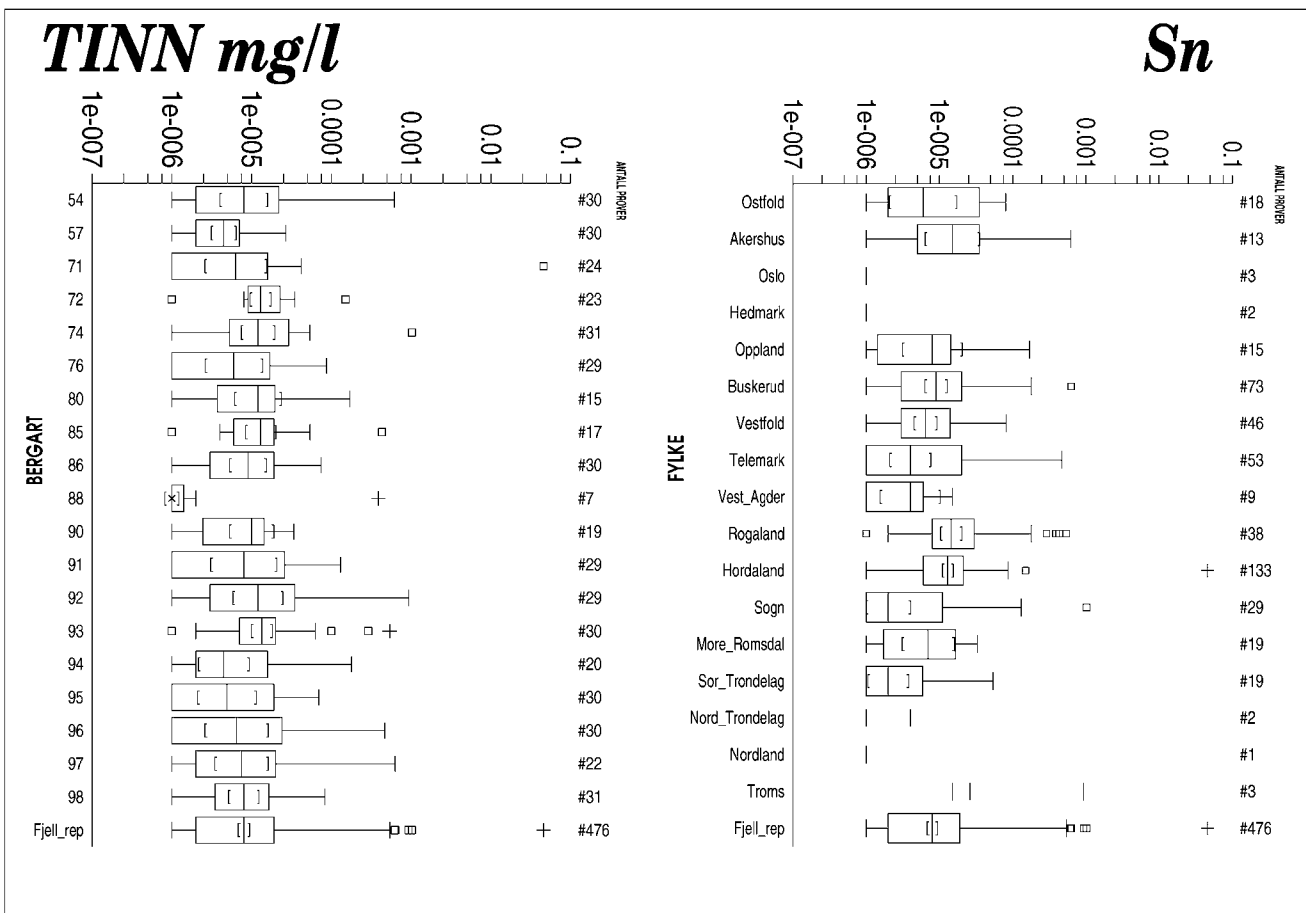 TINN mg/l
Sn
1e-007
1e-006
1e-005
0.0001
0.001
0.01
0.1
ANTALL PROVER
BERGART
54 #30
57 #30
71 #24
72 #23
74 #31
76 #29
80 #15
85 #17
86 #30
88 #7
90 #19
91 #29
92 #29
93 #30
94 #20
95 #30
96 #30
97 #22
98 #31
Fjell_rep #476
1e-007
1e-006
1e-005
0.0001
0.001
0.01
0.1
ANTALL PROVER
FYLKE
Ostfold #18
Akershus #13
Oslo #3
Hedmark #2
Oppland #15
Buskerud #73
Vestfold #46
Telemark #53
Vest_Agder #9
Rogaland #38
Hordaland #133
Sogn #29
More_Romsdal #19
Sor_Trondelag #19
Nord_Trondelag #2
Nordland #1
Troms #3
Fjell_rep #476